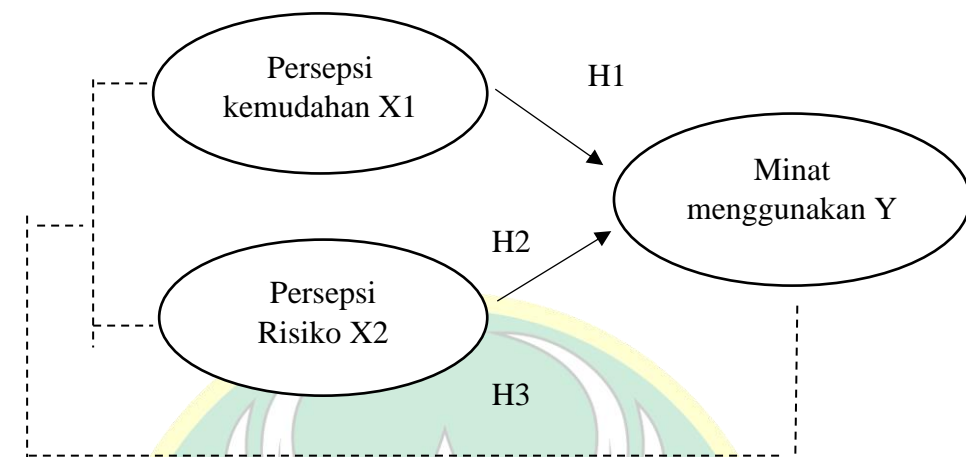 Persepsi
kemudahan X1
H1
Minat
menggunakan Y
H2
Persepsi
Risiko X2
H3